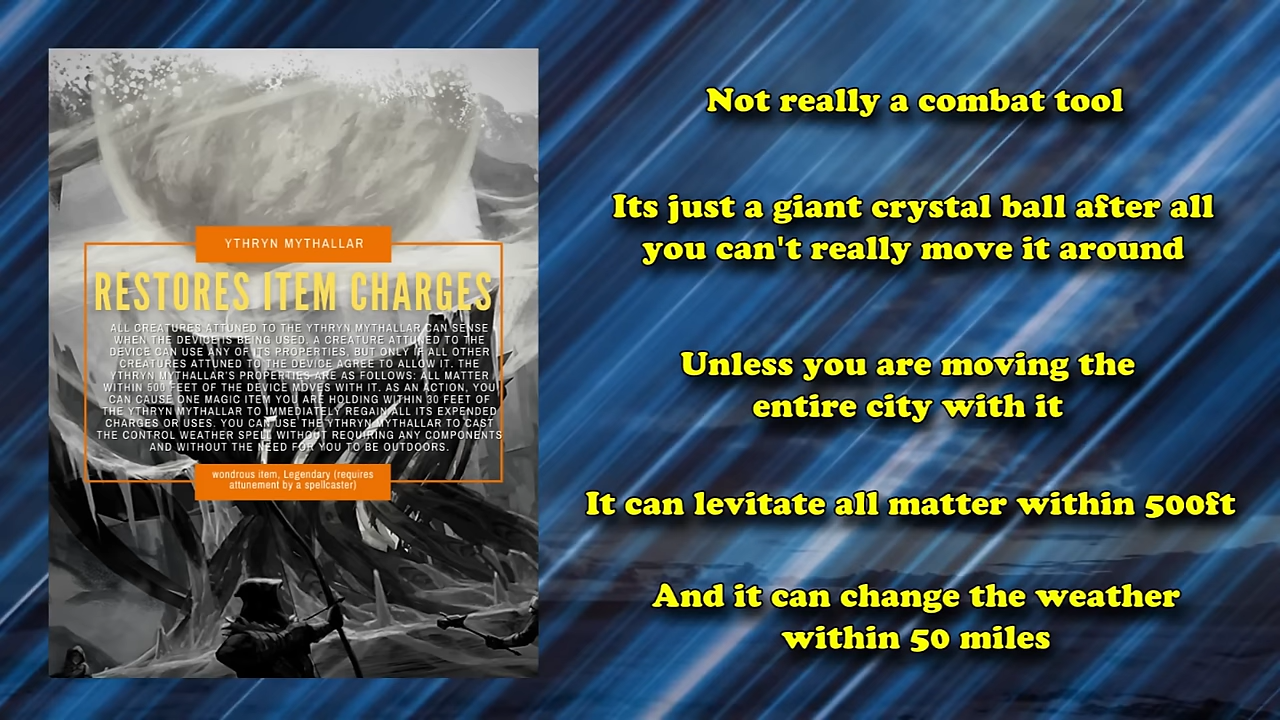 YTHRYN MYTHALLAR
RESTORES ITEM CHARGES
ALL CREATURES ATTUNED TO THE YTHRYN MYTHALLAR CAN SENSE
WHEN THE DEVICE IS BEING USED. A CREATURE ATTUNED TO THE
DEVICE CAN USE ANY OF ITS PROPERTIES, BUT ONLY IF ALL OTHER
CREATURES ATTUNED TO THE DEVICE AGREE TO ALLOW IT. THE
YTHRYN MYTHALLAR'S PROPERTIES ARE AS FOLLOWS: ALL MATTER
WITHIN 500 FEET OF THE DEVICE MOVES WITH IT. AS AN ACTION, YOU
CAN CAUSE ONE MAGIC ITEM YOU ARE HOLDING WITHIN 30 FEET OF
THE YTHRYN MYTHALLAR TO IMMEDIATELY REGAIN ALL ITS EXPENDED
CHARGES OR USES. YOU CAN USE THE YTHRYN MYTHALLAR TO CAST
THE CONTROL WEATHER SPELL WITHOUT REQUIRING ANY COMPONENTS
AND WITHOUT THE NEED FOR YOU TO BE OUTDOORS.
wondrous item, Legendary (requires
attunement by a spellcaster)
Not really a combat tool
Its just a giant crystal ball after all
you can't really move it around
Unless you are moving the
entire city with it
It can levitate all matter within 500ft
And it can change the weather
within 50 miles